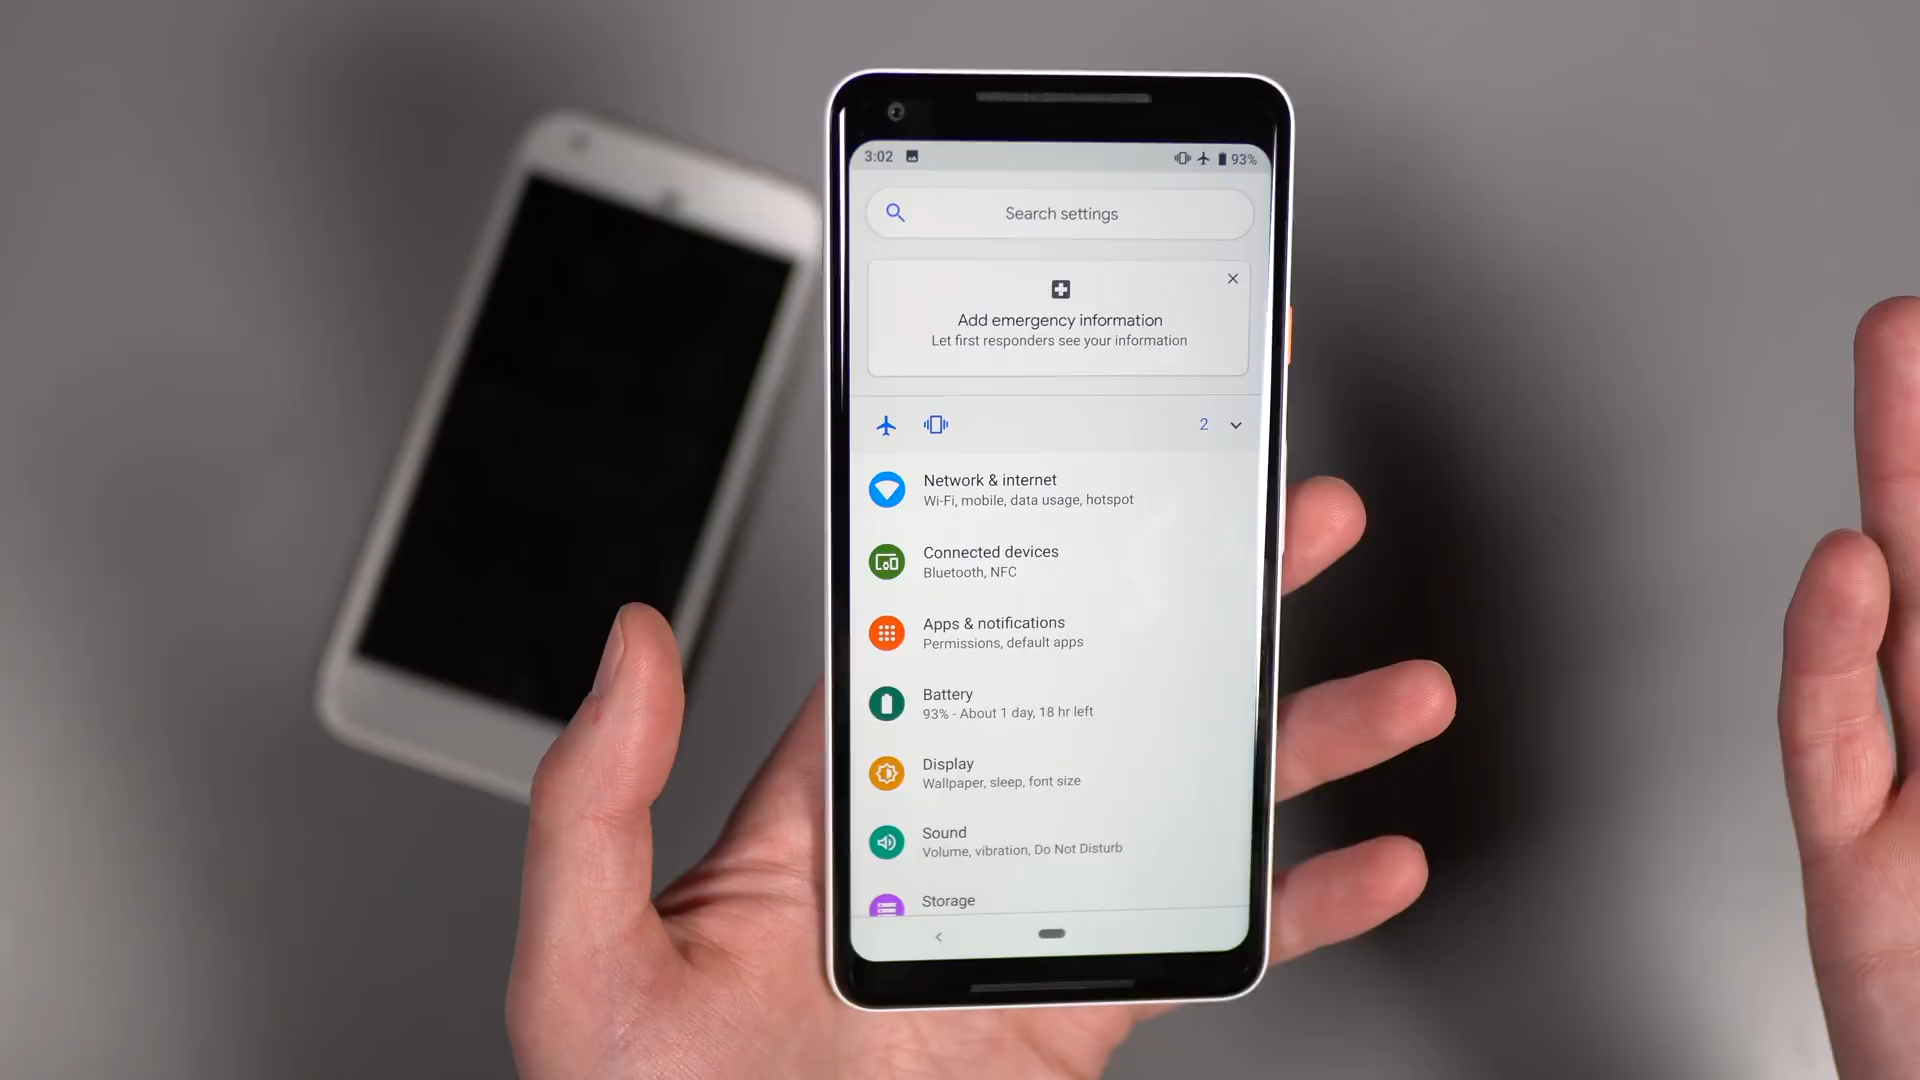 3:02 93%
Search settings
Add emergency information
Let first responders see your information
2
Network & internet
Wi-Fi, mobile, data usage, hotspot
Connected devices
Bluetooth, NFC
Apps & notifications
Permissions, default apps
Battery
93% - About 1 day, 18 hr left
Display
Wallpaper, sleep, font size
Sound
Volume, vibration, Do Not Disturb
Storage